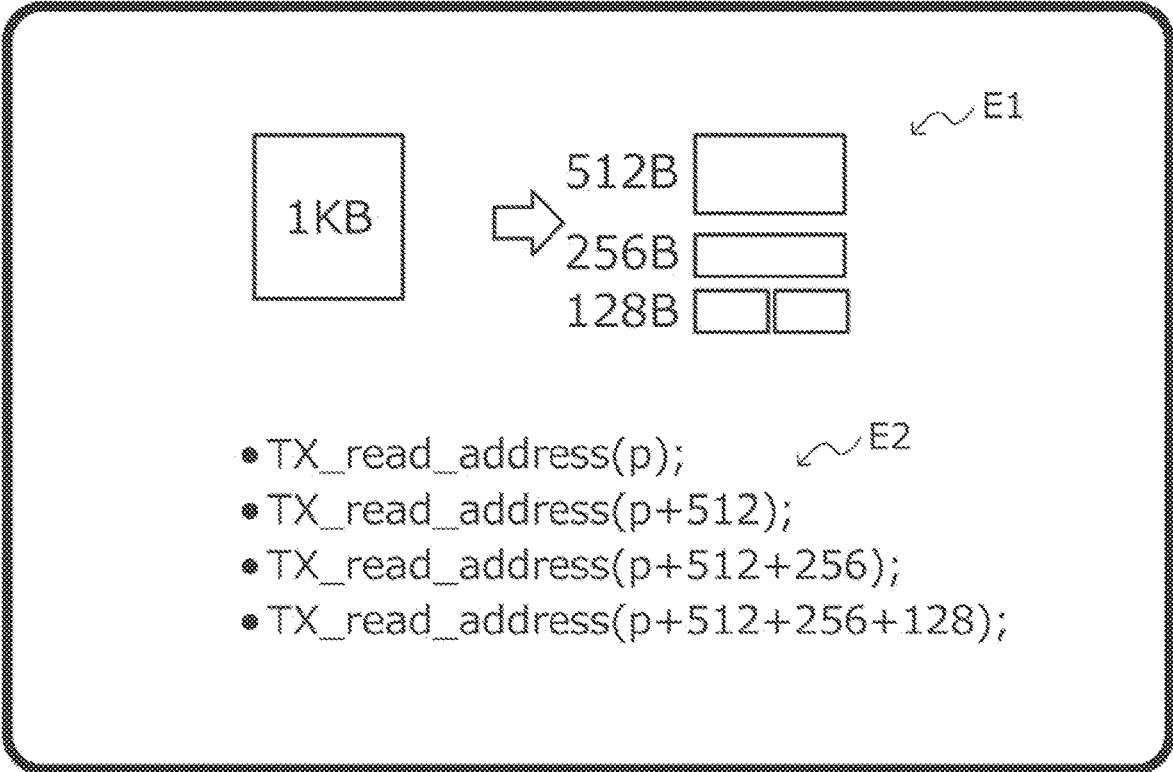 E1
1KB
512B
256B
128B
E2
• TX_read_address(p);
• TX_read_address(p+512);
• TX_read_address(p+512+256);
• TX_read_address(p+512+256+128);